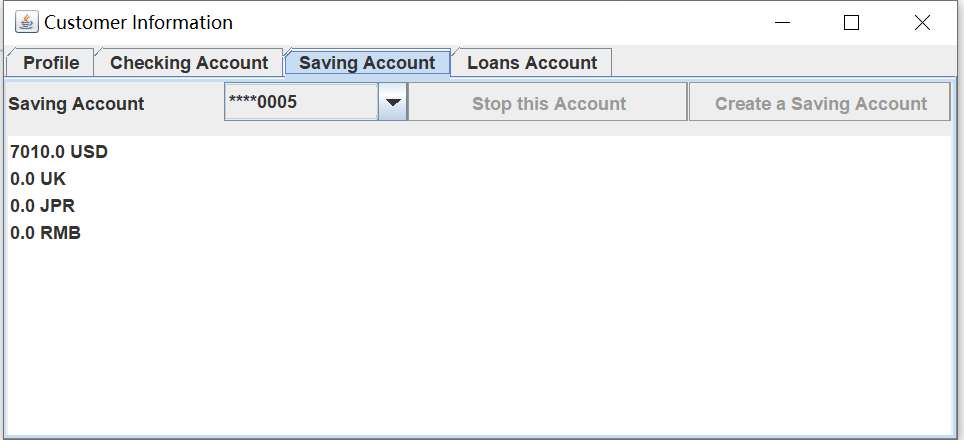 Customer Information
Profile Checking Account Saving Account Loans Account
Saving Account ****0005 Stop this Account Create a Saving Account
7010.0 USD
0.0 UK
0.0 JPR
0.0 RMB